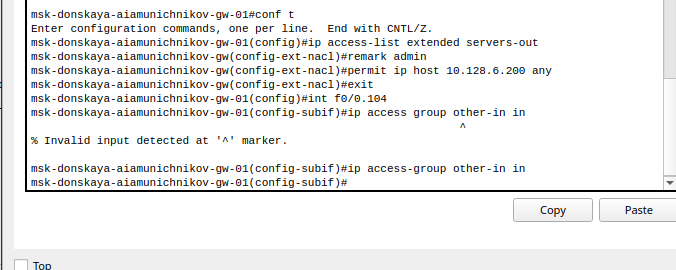 msk-donskaya-aiamunichnikov-gw-01#conf t
Enter configuration commands, one per line.  End with CNTL/Z.
msk-donskaya-aiamunichnikov-gw-01(config)#ip access-list extended servers-out
msk-donskaya-aiamunichnikov-gw(config-ext-nacl)#remark admin
msk-donskaya-aiamunichnikov-gw(config-ext-nacl)#permit ip host 10.128.6.200 any
msk-donskaya-aiamunichnikov-gw(config-ext-nacl)#exit
msk-donskaya-aiamunichnikov-gw-01(config)#int f0/0.104
msk-donskaya-aiamunichnikov-gw-01(config-subif)#ip access group other-in in
^
% Invalid input detected at '^' marker.
msk-donskaya-aiamunichnikov-gw-01(config-subif)#ip access-group other-in in
msk-donskaya-aiamunichnikov-gw-01(config-subif)#
Copy Paste
Top